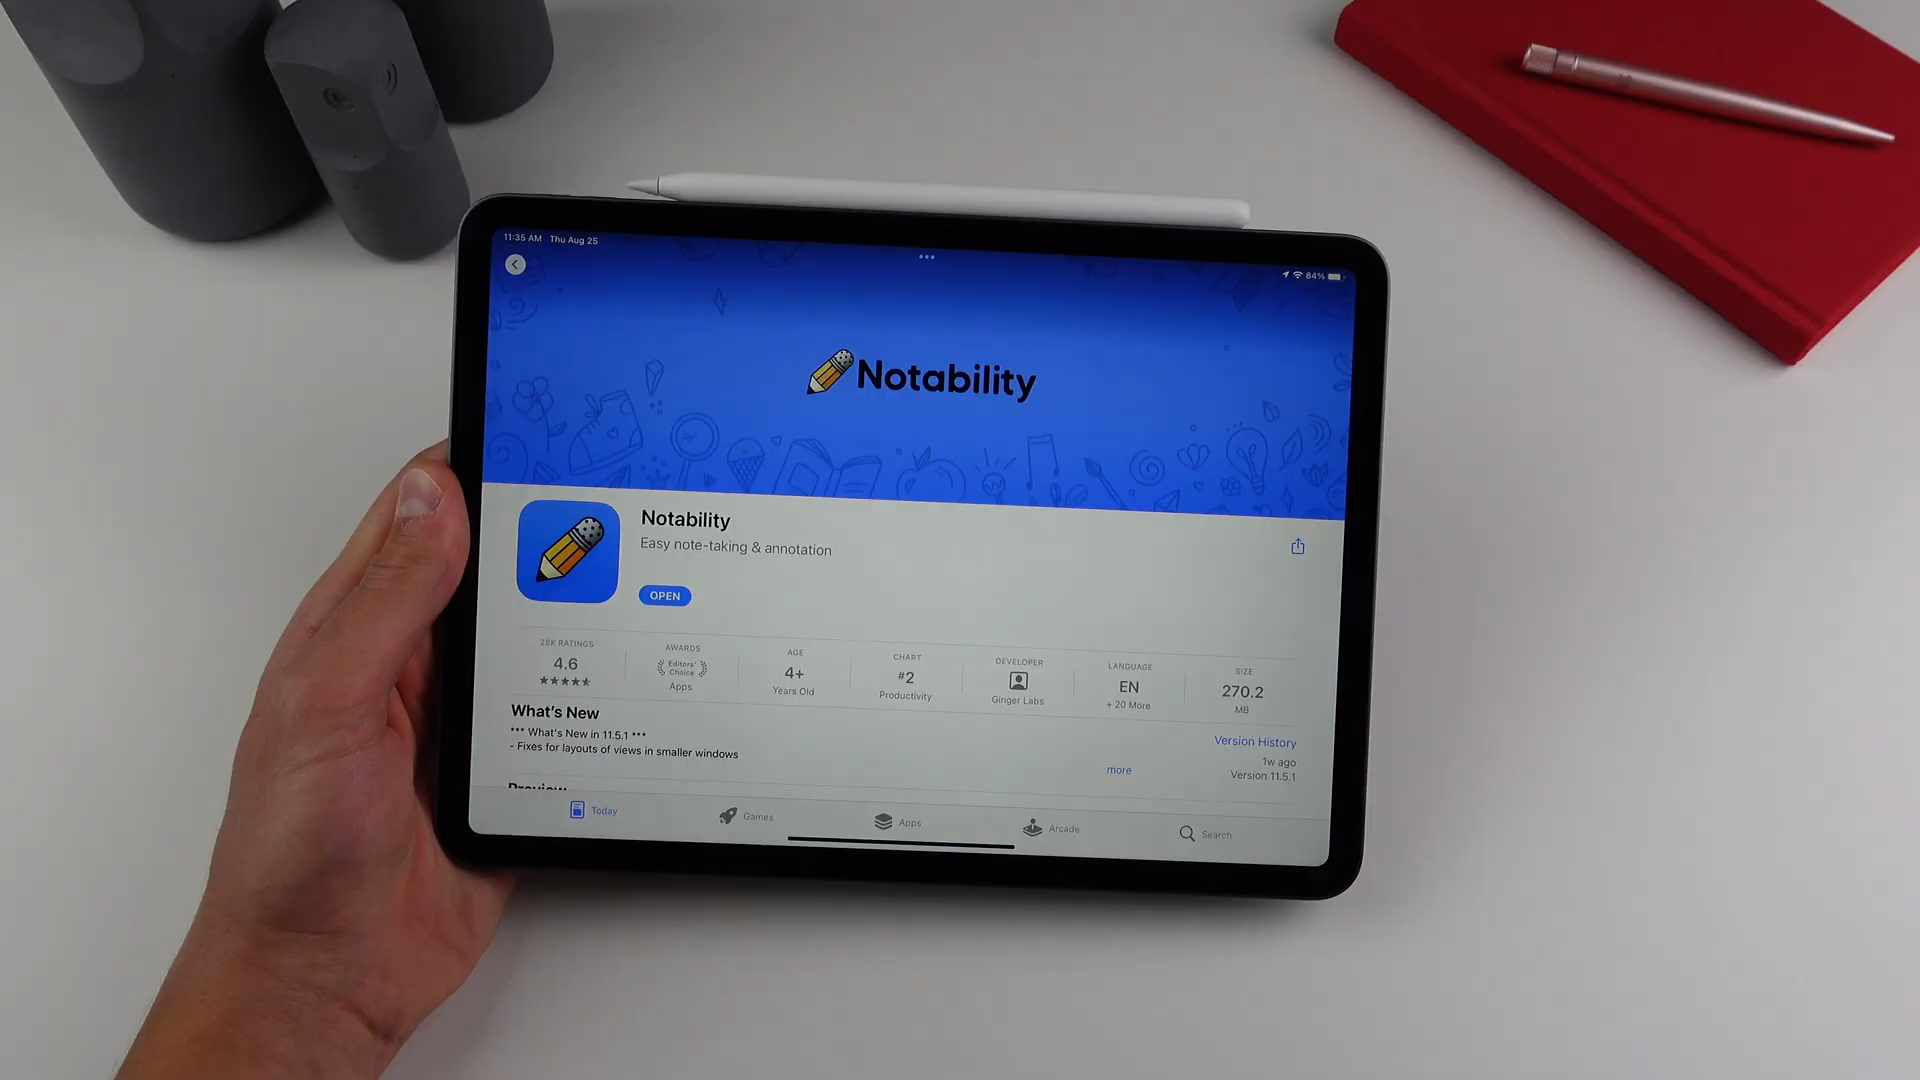 11:35 AM Thu Aug 25
84%
Notability
Notability
Easy note-taking & annotation
OPEN
28K RATINGS
4.6
AWARDS
Editors'
Choice
Apps
AGE
4+
Years Old
CHART
#2
Productivity
DEVELOPER
Ginger Labs
LANGUAGE
EN
+ 20 More
SIZE
270.2
MB
What's New
*** What's New in 11.5.1 ***
- Fixes for layouts of views in smaller windows
more
Version History
1w ago
Version 11.5.1
Preview
Today
Games
Apps
Arcade
Search